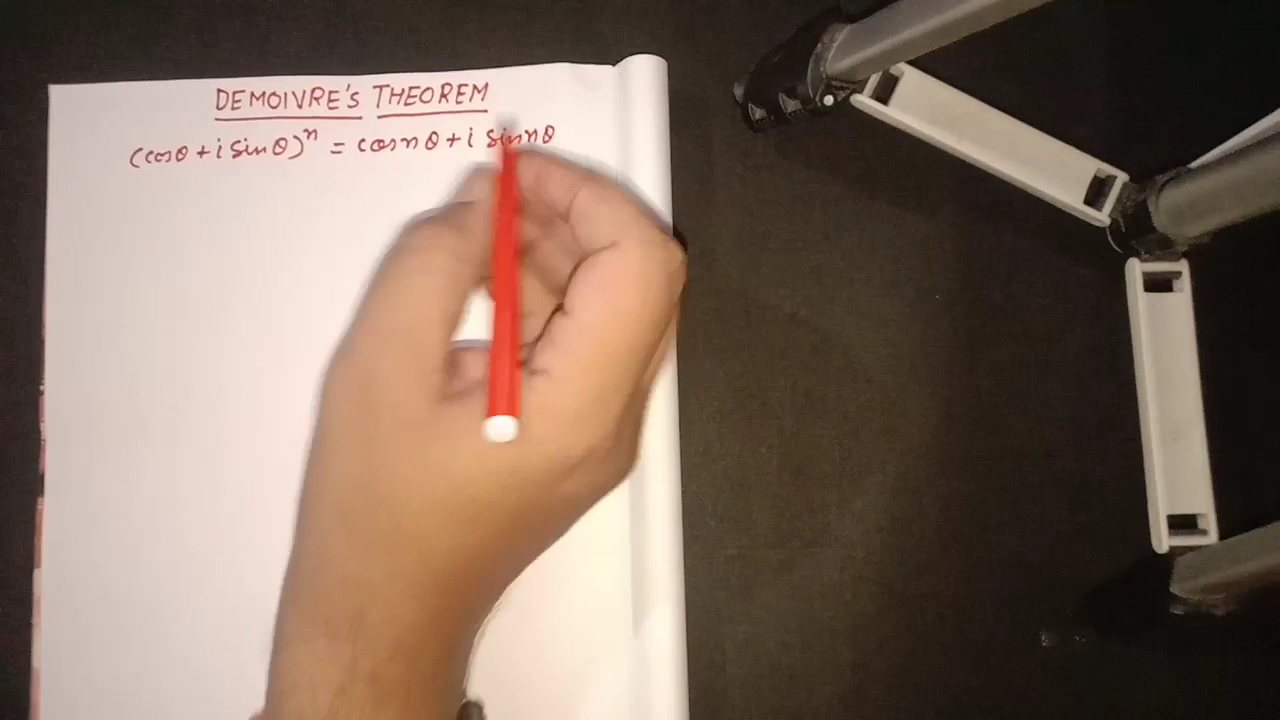 DEMOIVRE'S THEOREM
(cosθ + i sinθ)ⁿ = cosnθ + i sinnθ